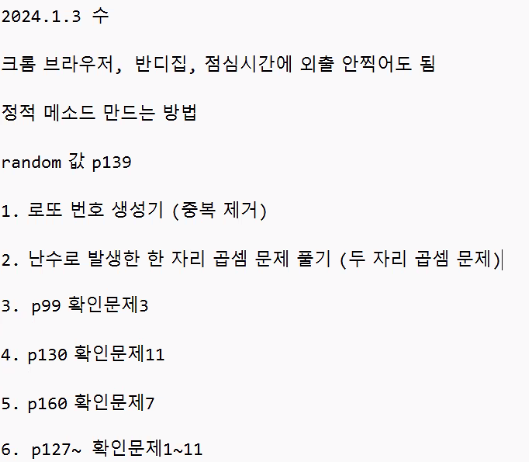 2024.1.3 수
크롬 브라우저, 반디집, 점심시간에 외출 안찍어도 됨
정적 메소드 만드는 방법
random 값 p139
1. 로또 번호 생성기 (중복 제거)
2. 난수로 발생한 한 자리 곱셈 문제 풀기 (두 자리 곱셈 문제)
3. p99 확인문제3
4. p130 확인문제11
5. p160 확인문제7
6. p127~ 확인문제1~11